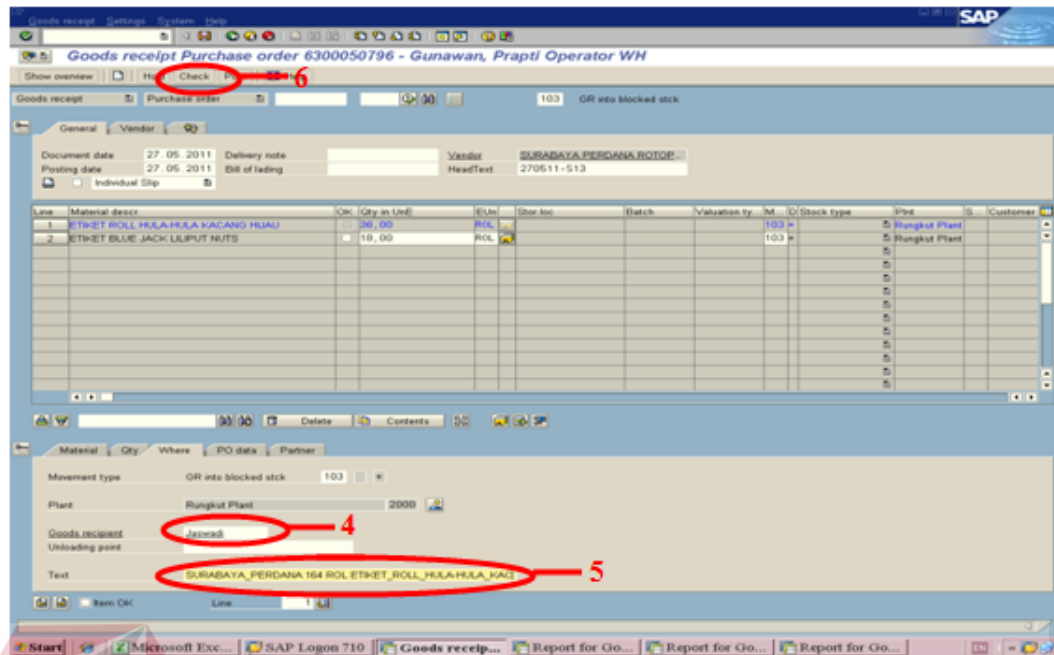 Goods receipt Settings System Help
SAP
Goods receipt Purchase order 6300050796 - Gunawan, Prapti Operator WH
Show overview Check
6
Goods receipt Purchase order 103 GR into blocked stck
General Vendor
Document date 27.05.2011 Delivery note Vendor SURABAYA PERDANA ROTOP...
Posting date 27.05.2011 Bill of lading HeadText 270511-S13
Individual Slip
Line Material descr. OK Qty in UnE EUn Stor.loc Batch Valuation ty... M... D Stock type Plnt S... Customer
1 ETIKET ROLL HULA-HULA KACANG HIJAU 36,00 ROL 103 + Rungkut Plant
2 ETIKET BLUE JACK LILIPUT NUTS 18,00 ROL 103 + Rungkut Plant
Delete Contents
Material Qty Where PO data Partner
Movement type GR into blocked stck 103
Plant Rungkut Plant 2000
Goods recipient Jaswadi
4
Unloading point
Text SURABAYA_PERDANA 164 ROL ETIKET_ROLL_HULA-HULA_KAC
5
Item OK Line 1
Start Microsoft Exc... SAP Logon 710 Goods receip... Report for Go... Report for Go... Report for Go... EN